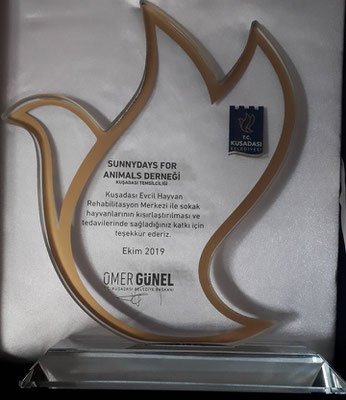 SUNNYDAYS FOR
ANIMALS DERNEĞİ
KUŞADASI TEMSİLCİLİĞİ
Kuşadası Evcil Hayvan
Rehabilitasyon Merkezi ile sokak
hayvanlarının kısırlaştırılması ve
tedavilerinde sağladığınız katkı için
teşekkür ederiz.
Ekim 2019
ÖMER GÜNEL
KUŞADASI BELEDİYE BAŞKANI
T.C.
KUŞADASI
BELEDİYESİ